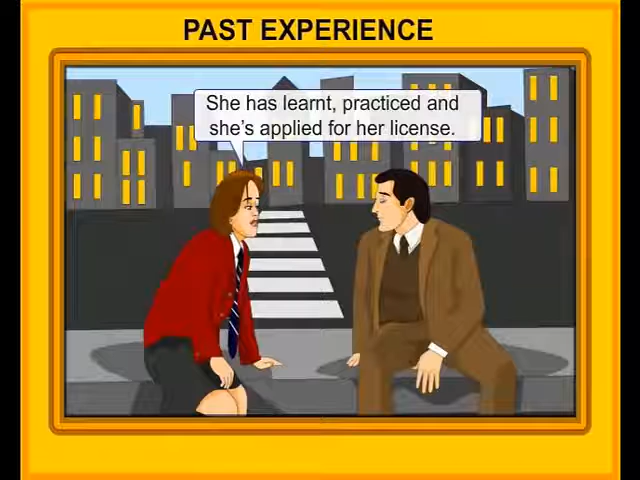 PAST EXPERIENCE
She has learnt, practiced and
she's applied for her license.